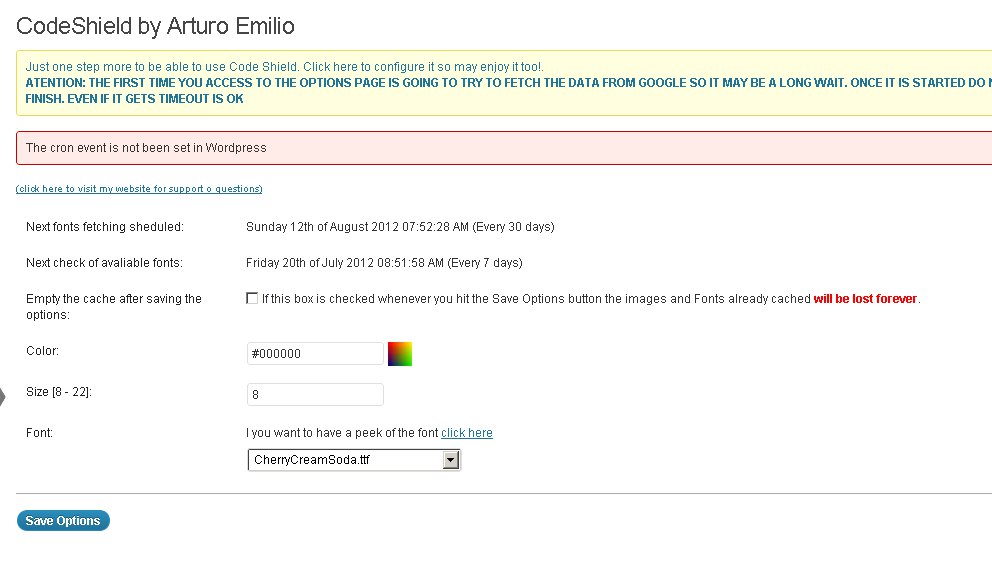 CodeShield by Arturo Emilio
Just one step more to be able to use Code Shield. Click here to configure it so may enjoy it too!.
ATENTION: THE FIRST TIME YOU ACCESS TO THE OPTIONS PAGE IS GOING TO TRY TO FETCH THE DATA FROM GOOGLE SO IT MAY BE A LONG WAIT. ONCE IT IS STARTED DO
FINISH. EVEN IF IT GETS TIMEOUT IS OK
The cron event is not been set in Wordpress
(click here to visit my website for support o questions)
Next fonts fetching sheduled: Sunday 12th of August 2012 07:52:28 AM (Every 30 days)
Next check of avaliable fonts: Friday 20th of July 2012 08:51:58 AM (Every 7 days)
Empty the cache after saving the options: If this box is checked whenever you hit the Save Options button the images and Fonts already cached will be lost forever.
Color: #000000
Size [8 - 22]: 8
Font: I you want to have a peek of the font click here
CherryCreamSoda.ttf
Save Options